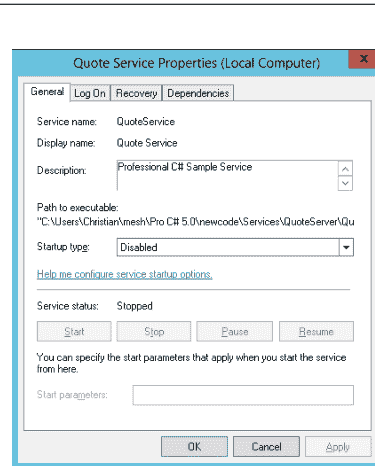 Quote Service Properties (Local Computer)
x
General Log On Recovery Dependencies
Service name: QuoteService
Display name: Quote Service
Description: Professional C# Sample Service
Path to executable:
"C:\Users\Christian\mesh\Pro C# 5.0\newcode\Services\QuoteServer\Qu
Startup type: Disabled
Help me configure service startup options.
Service status: Stopped
Start Stop Pause Resume
You can specify the start parameters that apply when you start the service
from here.
Start parameters:
OK Cancel Apply